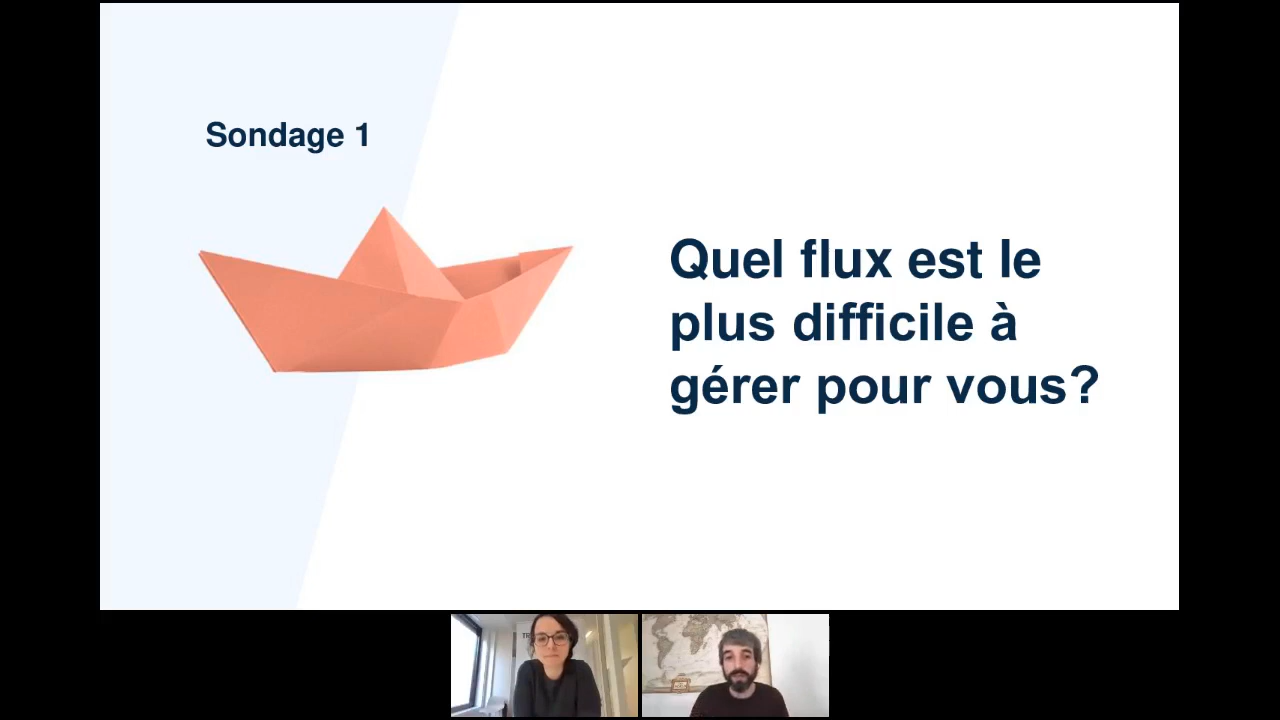 Sondage 1
Quel flux est le
plus difficile à
gérer pour vous?